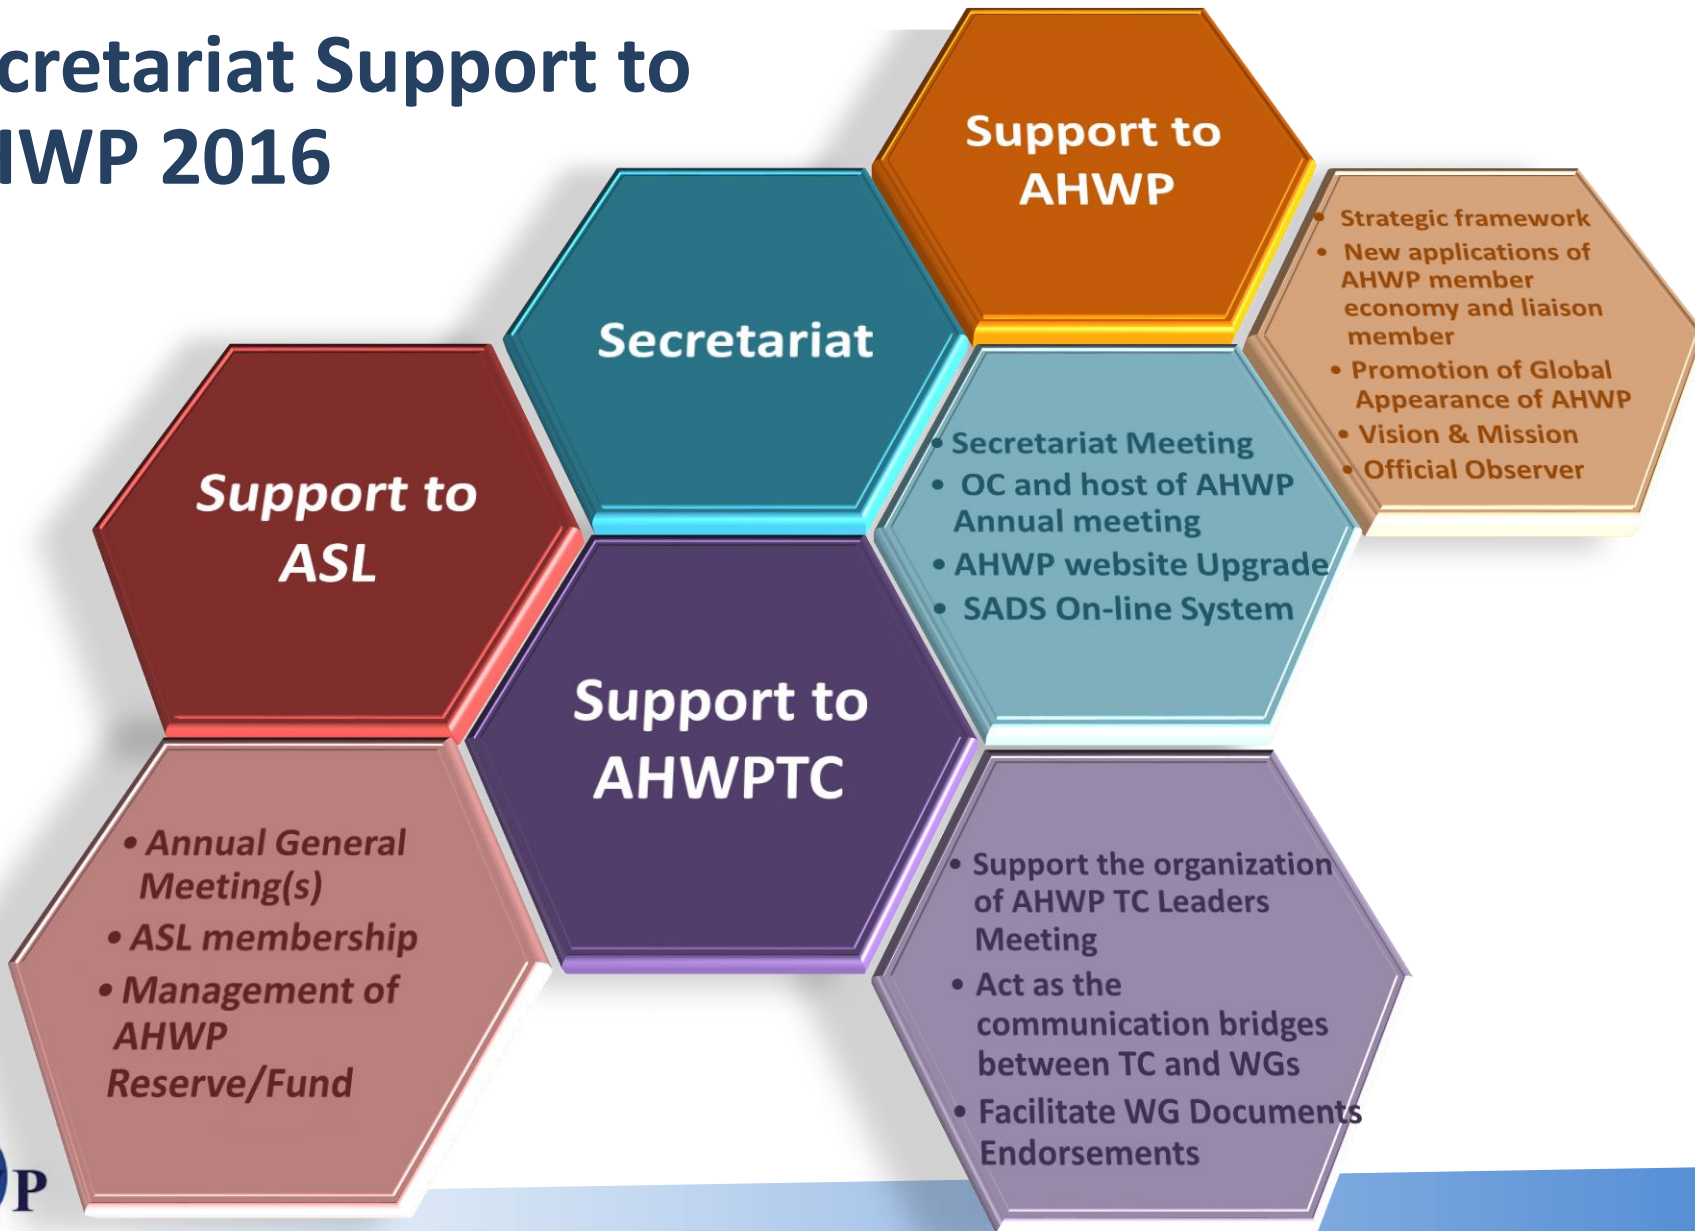 cretariat Support to
HWP 2016
Support to
AHWP
• Strategic framework
• New applications of
AHWP member
economy and liaison
member
• Promotion of Global
Appearance of AHWP
• Vision & Mission
• Official Observer
Secretariat
• Secretariat Meeting
• OC and host of AHWP
Annual meeting
• AHWP website Upgrade
• SADS On-line System
Support to
ASL
• Annual General
Meeting(s)
• ASL membership
• Management of
AHWP
Reserve/Fund
Support to
AHWPTC
• Support the organization
of AHWP TC Leaders
Meeting
• Act as the
communication bridges
between TC and WGs
• Facilitate WG Documents
Endorsements
P